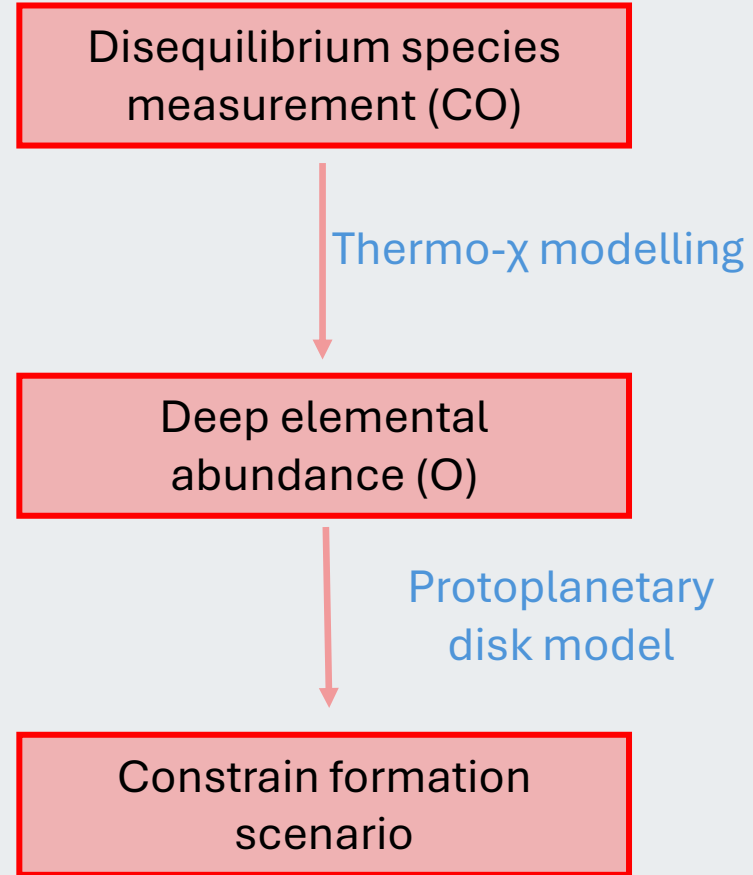 Disequilibrium species
measurement (CO)
Thermo-χ modelling
Deep elemental
abundance (O)
Protoplanetary
disk model
Constrain formation
scenario